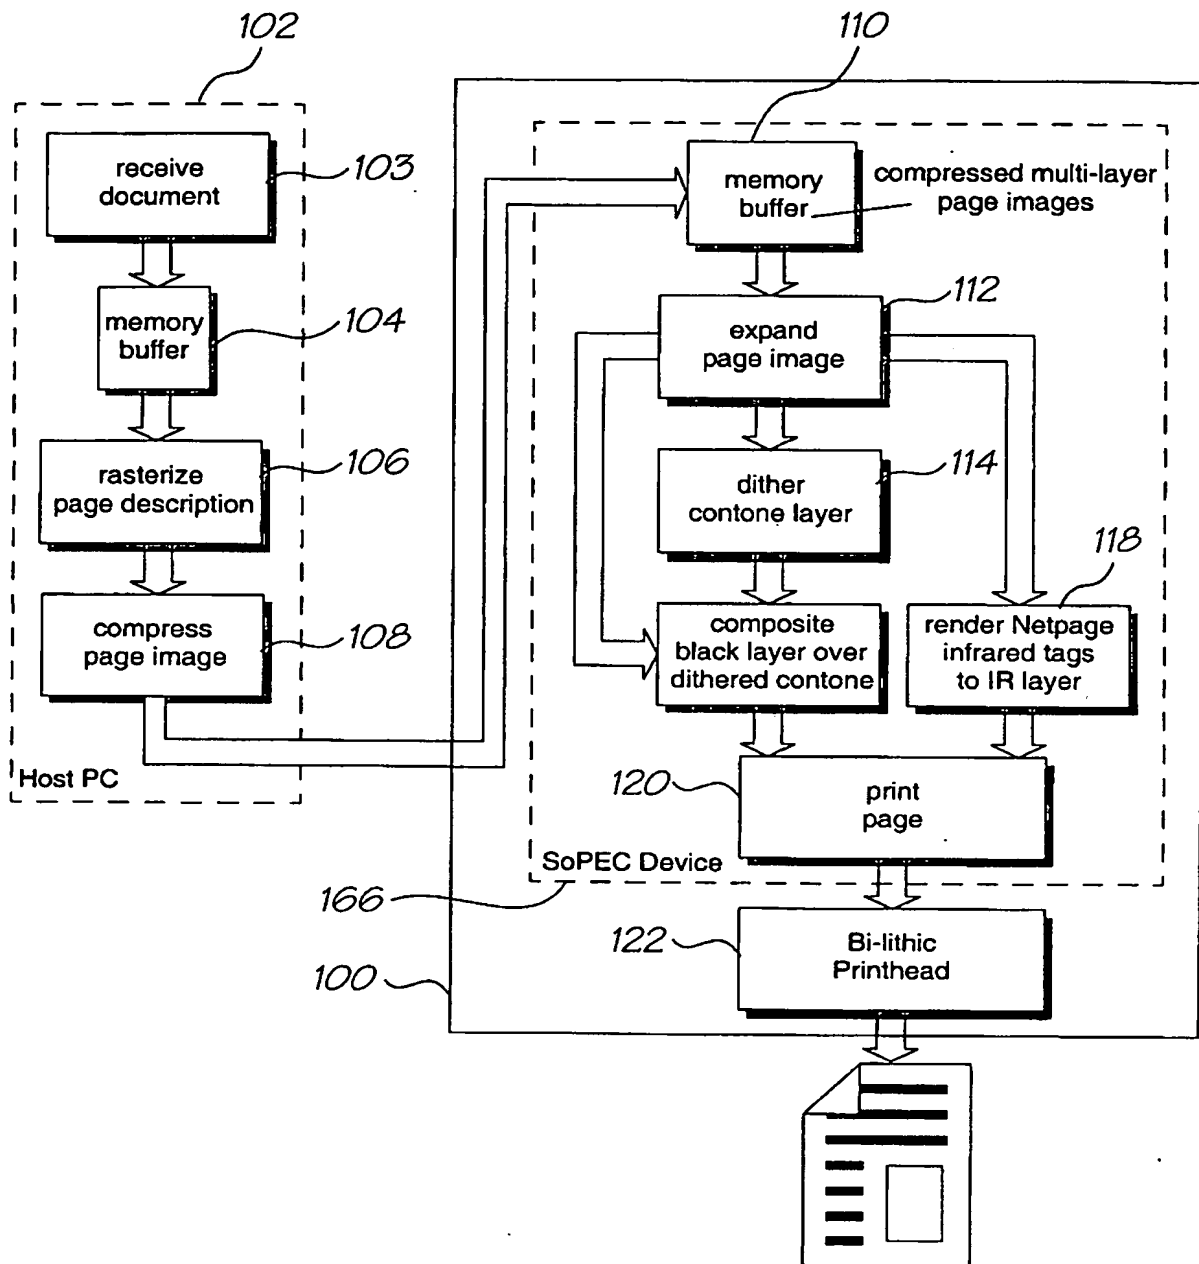 102
receive
document
103
memory
buffer
104
rasterize
page description
106
compress
page image
108
Host PC
110
memory
buffer
compressed multi-layer
page images
expand
page image
112
dither
contone layer
114
composite
black layer over
dithered contone
118
render Netpage
infrared tags
to IR layer
120
print
page
SoPEC Device
166
122
Bi-lithic
Printhead
100